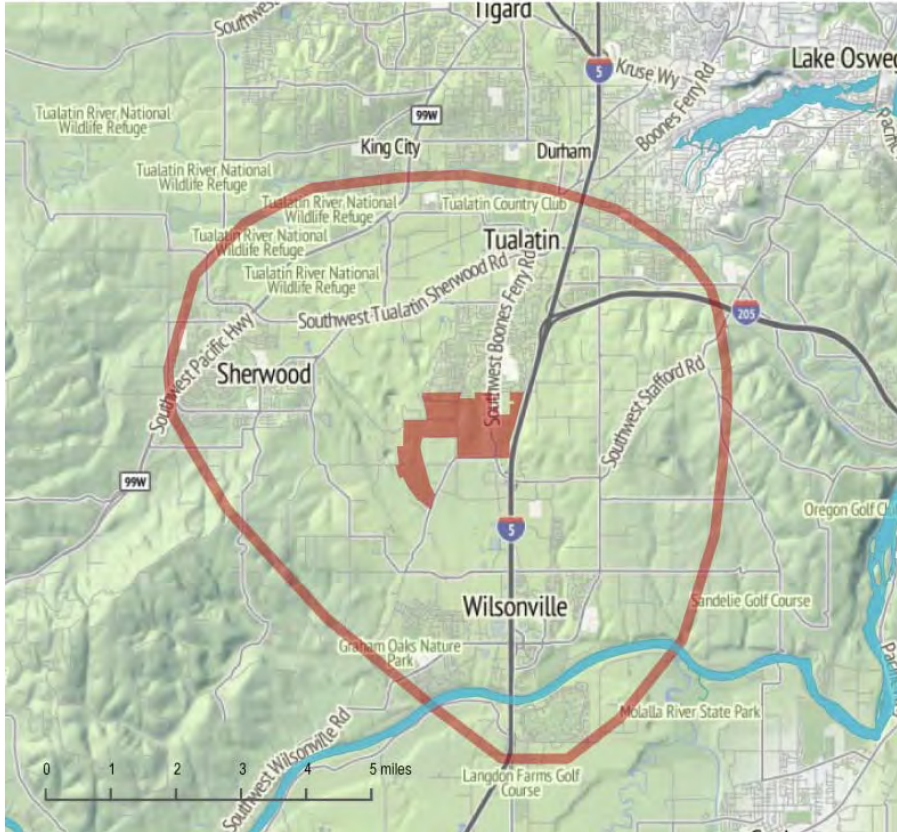 Southwest
Tigard
5
Kruse Wy
Lake Osweg
Boones Ferry Rd
Pacific
Tualatin River National
Wildlife Refuge
99W
King City
Durham
Tualatin River National
Wildlife Refuge
Tualatin River National
Wildlife Refuge
Tualatin Country Club
Tualatin River National
Wildlife Refuge
Tualatin
Tualatin River National
Wildlife Refuge
Southwest Tualatin Sherwood Rd
Southwest Boones Ferry Rd
205
Southwest Pacific Hwy
Sherwood
Southwest Stafford Rd
99W
Oregon Golf Clu
5
Wilsonville
Sandelie Golf Course
Graham Oaks Nature
Park
Pacific
Molalla River State Park
Southwest Wilsonville Rd
0 1 2 3 4 5 miles
Langdon Farms Golf
Course